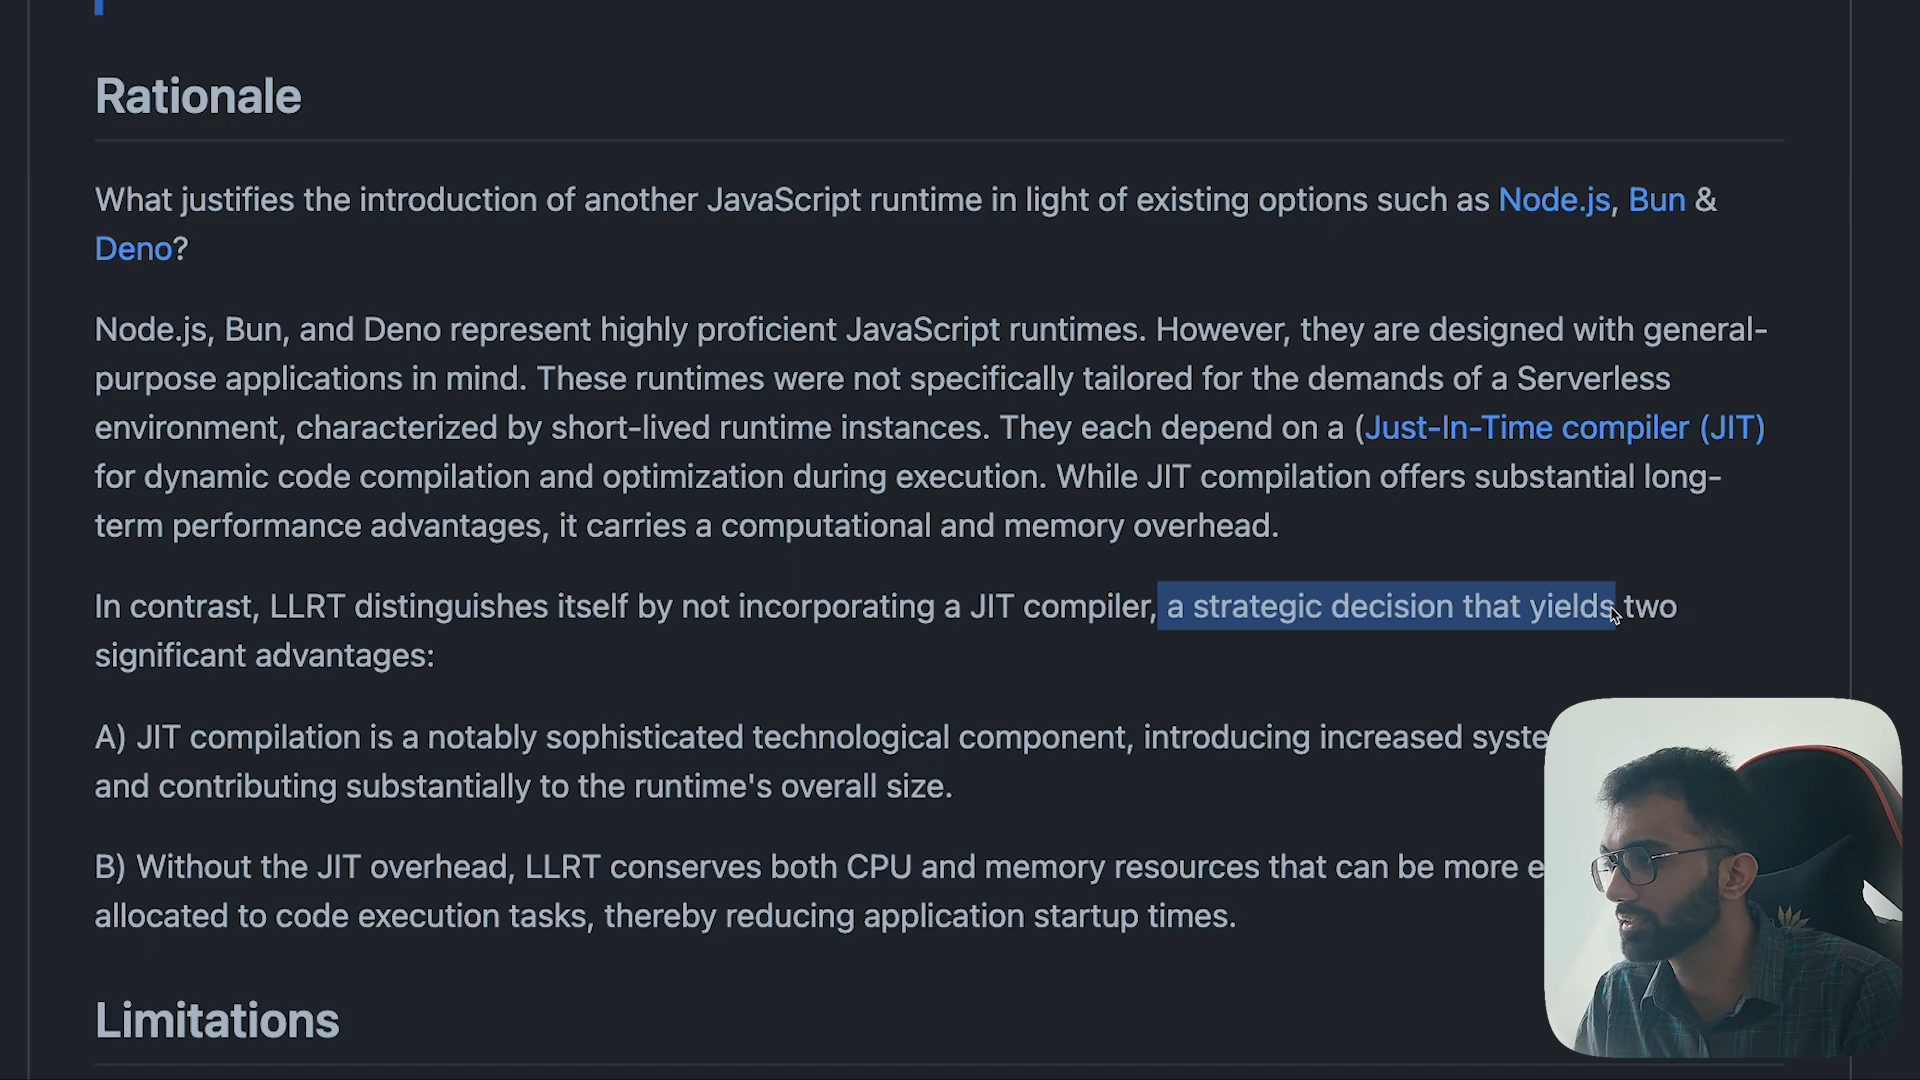 Rationale
What justifies the introduction of another JavaScript runtime in light of existing options such as Node.js, Bun &
Deno?
Node.js, Bun, and Deno represent highly proficient JavaScript runtimes. However, they are designed with general-
purpose applications in mind. These runtimes were not specifically tailored for the demands of a Serverless
environment, characterized by short-lived runtime instances. They each depend on a (Just-In-Time compiler (JIT)
for dynamic code compilation and optimization during execution. While JIT compilation offers substantial long-
term performance advantages, it carries a computational and memory overhead.
In contrast, LLRT distinguishes itself by not incorporating a JIT compiler, a strategic decision that yields two
significant advantages:
A) JIT compilation is a notably sophisticated technological component, introducing increased syste
and contributing substantially to the runtime's overall size.
B) Without the JIT overhead, LLRT conserves both CPU and memory resources that can be more e
allocated to code execution tasks, thereby reducing application startup times.
Limitations